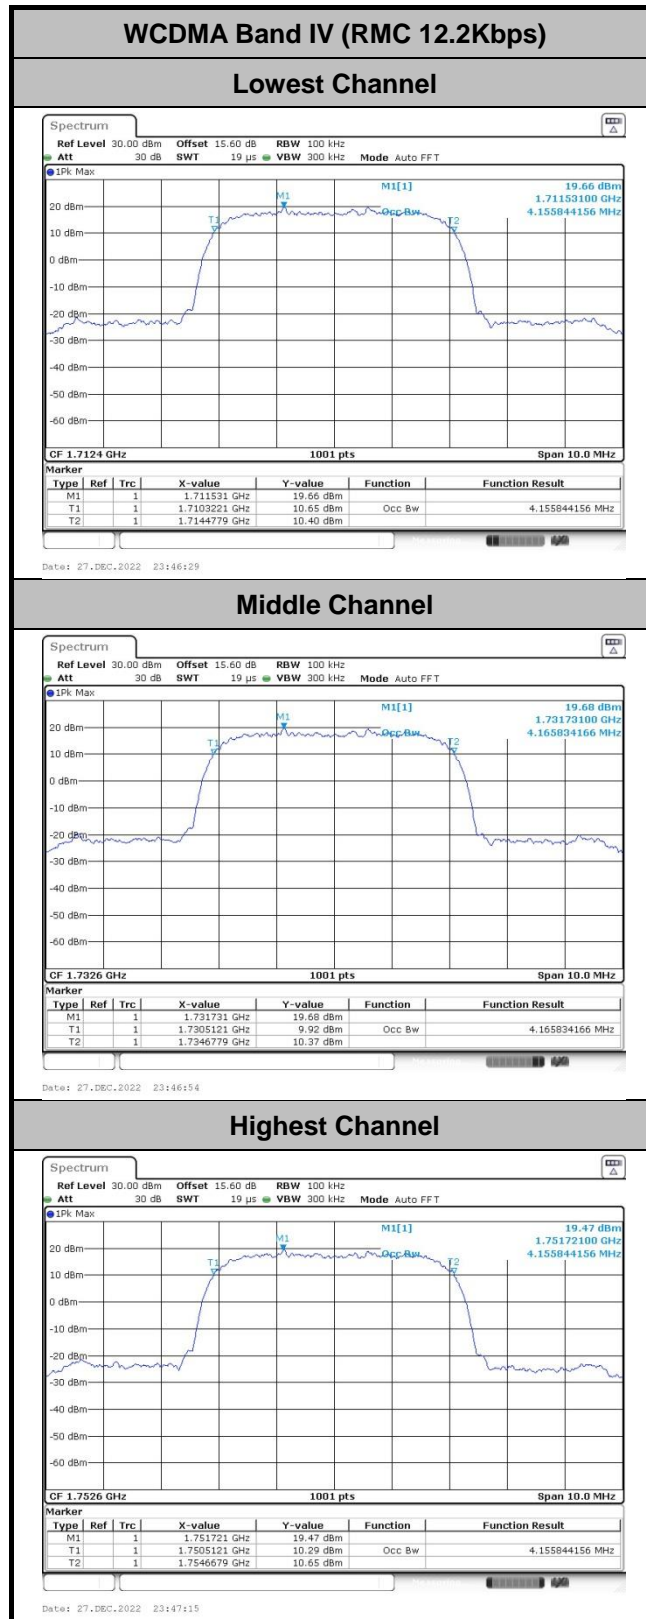 WCDMA Band IV (RMC 12.2Kbps)
Lowest Channel
Spectrum
Ref Level 30.00 dBm Offset 15.60 dB RBW 100 kHz
Att 30 dB SWT 19 µs VBW 300 kHz Mode Auto FFT
1Pk Max
M1[1] 19.66 dBm
1.71153100 GHz
Occ Bw 4.155844156 MHz
M1
T1
T2
20 dBm
10 dBm
0 dBm
-10 dBm
-20 dBm
-30 dBm
-40 dBm
-50 dBm
-60 dBm
CF 1.7124 GHz 1001 pts Span 10.0 MHz
Marker
Type Ref Trc X-value Y-value Function Function Result
M1 1 1.711531 GHz 19.66 dBm
T1 1 1.7103221 GHz 10.65 dBm Occ Bw 4.155844156 MHz
T2 1 1.7144779 GHz 10.40 dBm
Date: 27.DEC.2022 23:46:29
Middle Channel
Spectrum
Ref Level 30.00 dBm Offset 15.60 dB RBW 100 kHz
Att 30 dB SWT 19 µs VBW 300 kHz Mode Auto FFT
1Pk Max
M1[1] 19.68 dBm
1.73173100 GHz
Occ Bw 4.165834166 MHz
M1
T1
T2
20 dBm
10 dBm
0 dBm
-10 dBm
-20 dBm
-30 dBm
-40 dBm
-50 dBm
-60 dBm
CF 1.7326 GHz 1001 pts Span 10.0 MHz
Marker
Type Ref Trc X-value Y-value Function Function Result
M1 1 1.731731 GHz 19.68 dBm
T1 1 1.7305121 GHz 9.92 dBm Occ Bw 4.165834166 MHz
T2 1 1.7346779 GHz 10.37 dBm
Date: 27.DEC.2022 23:46:54
Highest Channel
Spectrum
Ref Level 30.00 dBm Offset 15.60 dB RBW 100 kHz
Att 30 dB SWT 19 µs VBW 300 kHz Mode Auto FFT
1Pk Max
M1[1] 19.47 dBm
1.75172100 GHz
Occ Bw 4.155844156 MHz
M1
T1
T2
20 dBm
10 dBm
0 dBm
-10 dBm
-20 dBm
-30 dBm
-40 dBm
-50 dBm
-60 dBm
CF 1.7526 GHz 1001 pts Span 10.0 MHz
Marker
Type Ref Trc X-value Y-value Function Function Result
M1 1 1.751721 GHz 19.47 dBm
T1 1 1.7505121 GHz 10.29 dBm Occ Bw 4.155844156 MHz
T2 1 1.7546679 GHz 10.65 dBm
Date: 27.DEC.2022 23:47:15